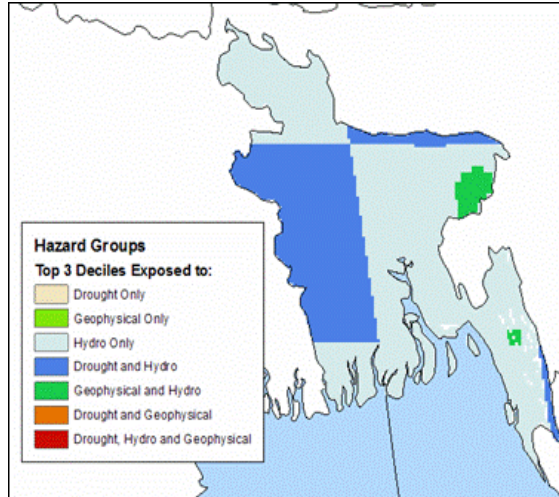 Hazard Groups
Top 3 Deciles Exposed to:
Drought Only
Geophysical Only
Hydro Only
Drought and Hydro
Geophysical and Hydro
Drought and Geophysical
Drought, Hydro and Geophysical